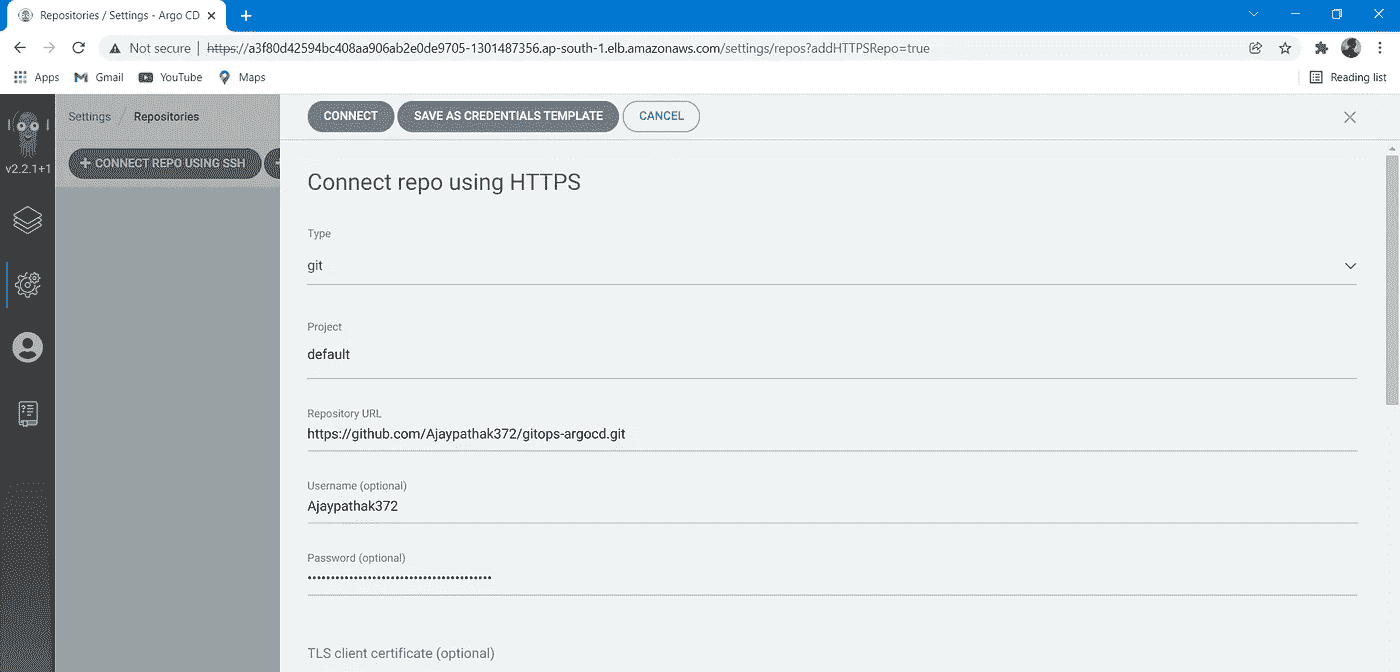 Repositories / Settings - Argo CD
Not secure | https://a3f80d42594bc408aa906ab2e0de9705-1301487356.ap-south-1.elb.amazonaws.com/settings/repos?addHTTPSRepo=true
Apps Gmail YouTube Maps Reading list
Settings / Repositories
CONNECT SAVE AS CREDENTIALS TEMPLATE CANCEL
v2.2.1+1
+ CONNECT REPO USING SSH
Connect repo using HTTPS
Type
git
Project
default
Repository URL
https://github.com/Ajaypathak372/gitops-argocd.git
Username (optional)
Ajaypathak372
Password (optional)
••••••••••••••••••••••••••••••••••••••••
TLS client certificate (optional)